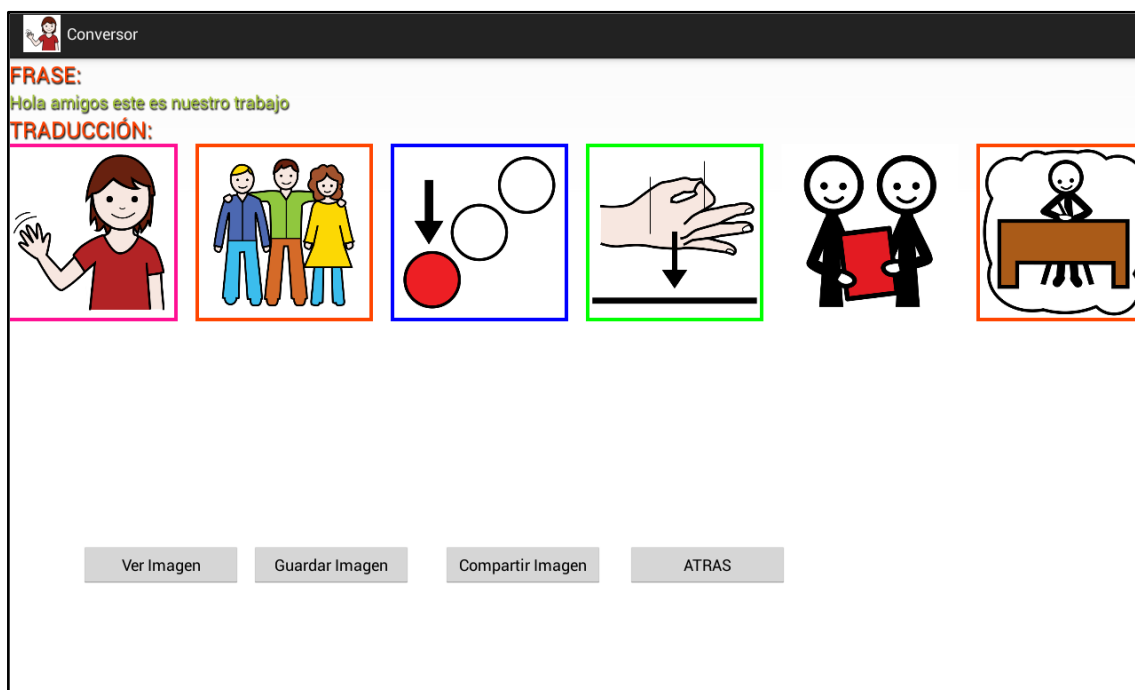 Conversor
FRASE:
Hola amigos este es nuestro trabajo
TRADUCCIÓN:
Ver Imagen
Guardar Imagen
Compartir Imagen
ATRAS